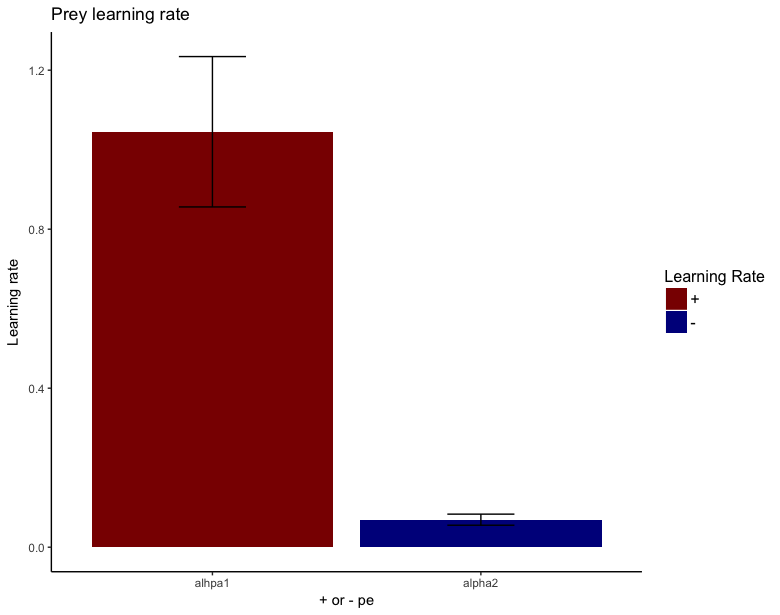 Prey learning rate
1.2
0.8
0.4
0.0
Learning rate
alhpa1
alpha2
+ or - pe
Learning Rate
+
-